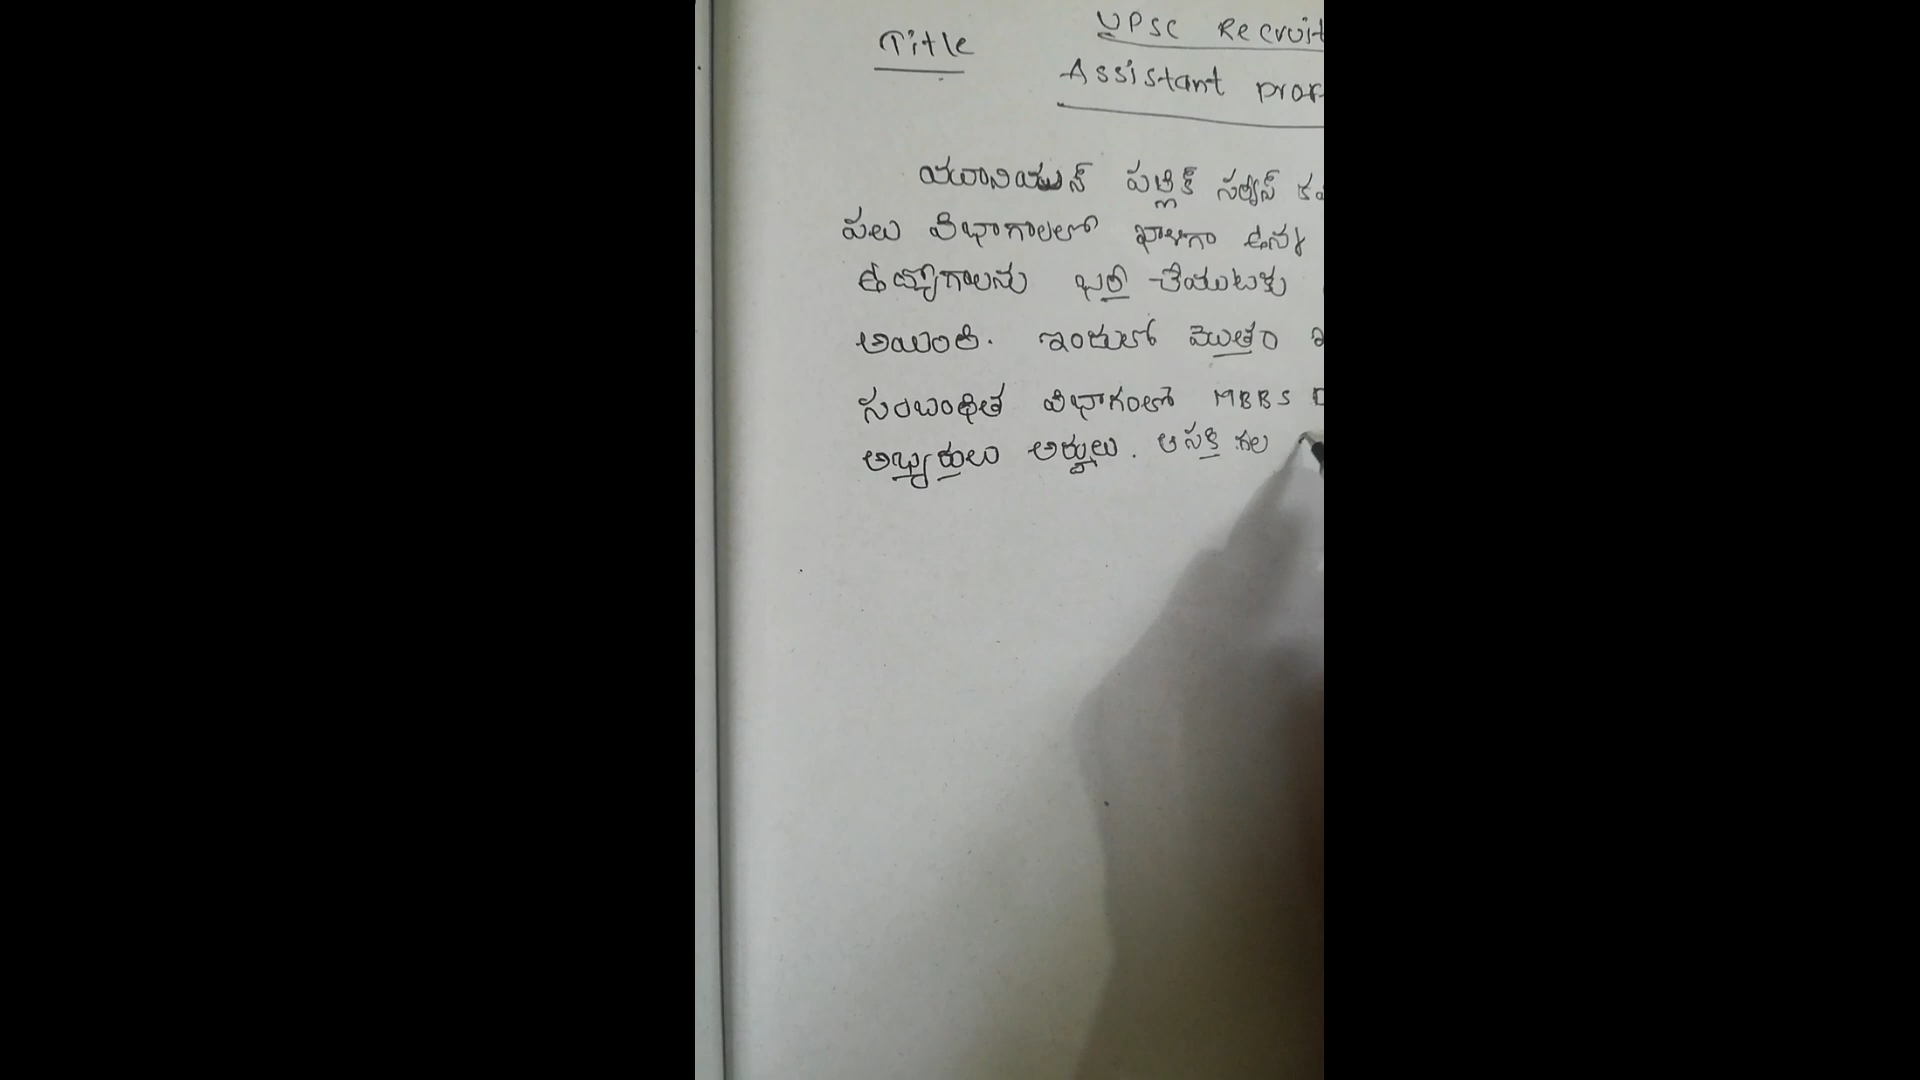 Title UPSC Recruit
Assistant prof
యూనియన్ పబ్లిక్ సర్వీస్ కమ
పలు విభాగాలలో ఖాళీగా ఉన్న
ఉద్యోగాలను భర్తీ చేయుటకు
అయింది. ఇందులో మొత్తం
సంబంధిత విభాగంలో MBBS D
అభ్యర్థులు అర్హులు. ఆసక్తి గల